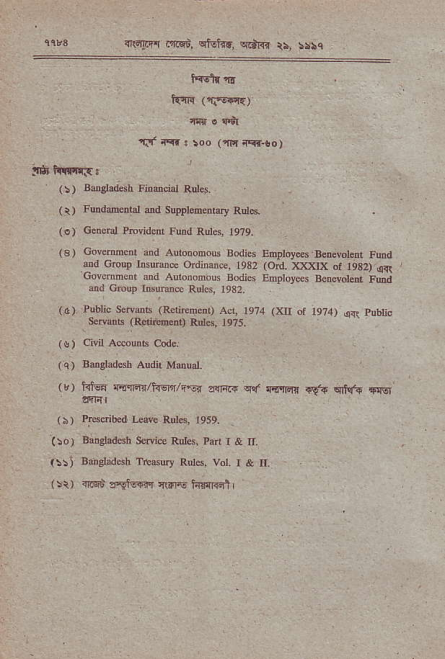 ৭৭৮৪ বাংলাদেশ গেজেট, অতিরিক্ত, অক্টোবর ২৯, ১৯৯৭
দ্বিতীয় পত্র
হিসাব (পুস্তকসহ)
সময় ৩ ঘন্টা
পূর্ণ নম্বর : ১০০ (পাস নম্বর-৬০)
পাঠ্য বিষয়সমূহ :
(১) Bangladesh Financial Rules.
(২) Fundamental and Supplementary Rules.
(৩) General Provident Fund Rules, 1979.
(৪) Government and Autonomous Bodies Employees Benevolent Fund
and Group Insurance Ordinance, 1982 (Ord. XXXIX of 1982) এবং
Government and Autonomious Bodies Employees Benevolent Fund
and Group Insurance Rules, 1982.
(৫) Public Servants (Retirement) Act, 1974 (XII of 1974) এবং Public
Servants (Retirement) Rules, 1975.
(৬) Civil Accounts Code.
(৭) Bangladesh Audit Manual.
(৮) বিভিন্ন মন্ত্রণালয়/বিভাগ/দপ্তর প্রধানকে অর্থ মন্ত্রণালয় কর্তৃক আর্থিক ক্ষমতা
প্রদান।
(৯) Prescribed Leave Rules, 1959.
(১০) Bangladesh Service Rules, Part I & II.
(১১) Bangladesh Treasury Rules, Vol. I & II.
(১২) বাজেট প্রস্তুতিকরণ সংক্রান্ত নিয়মাবলী।